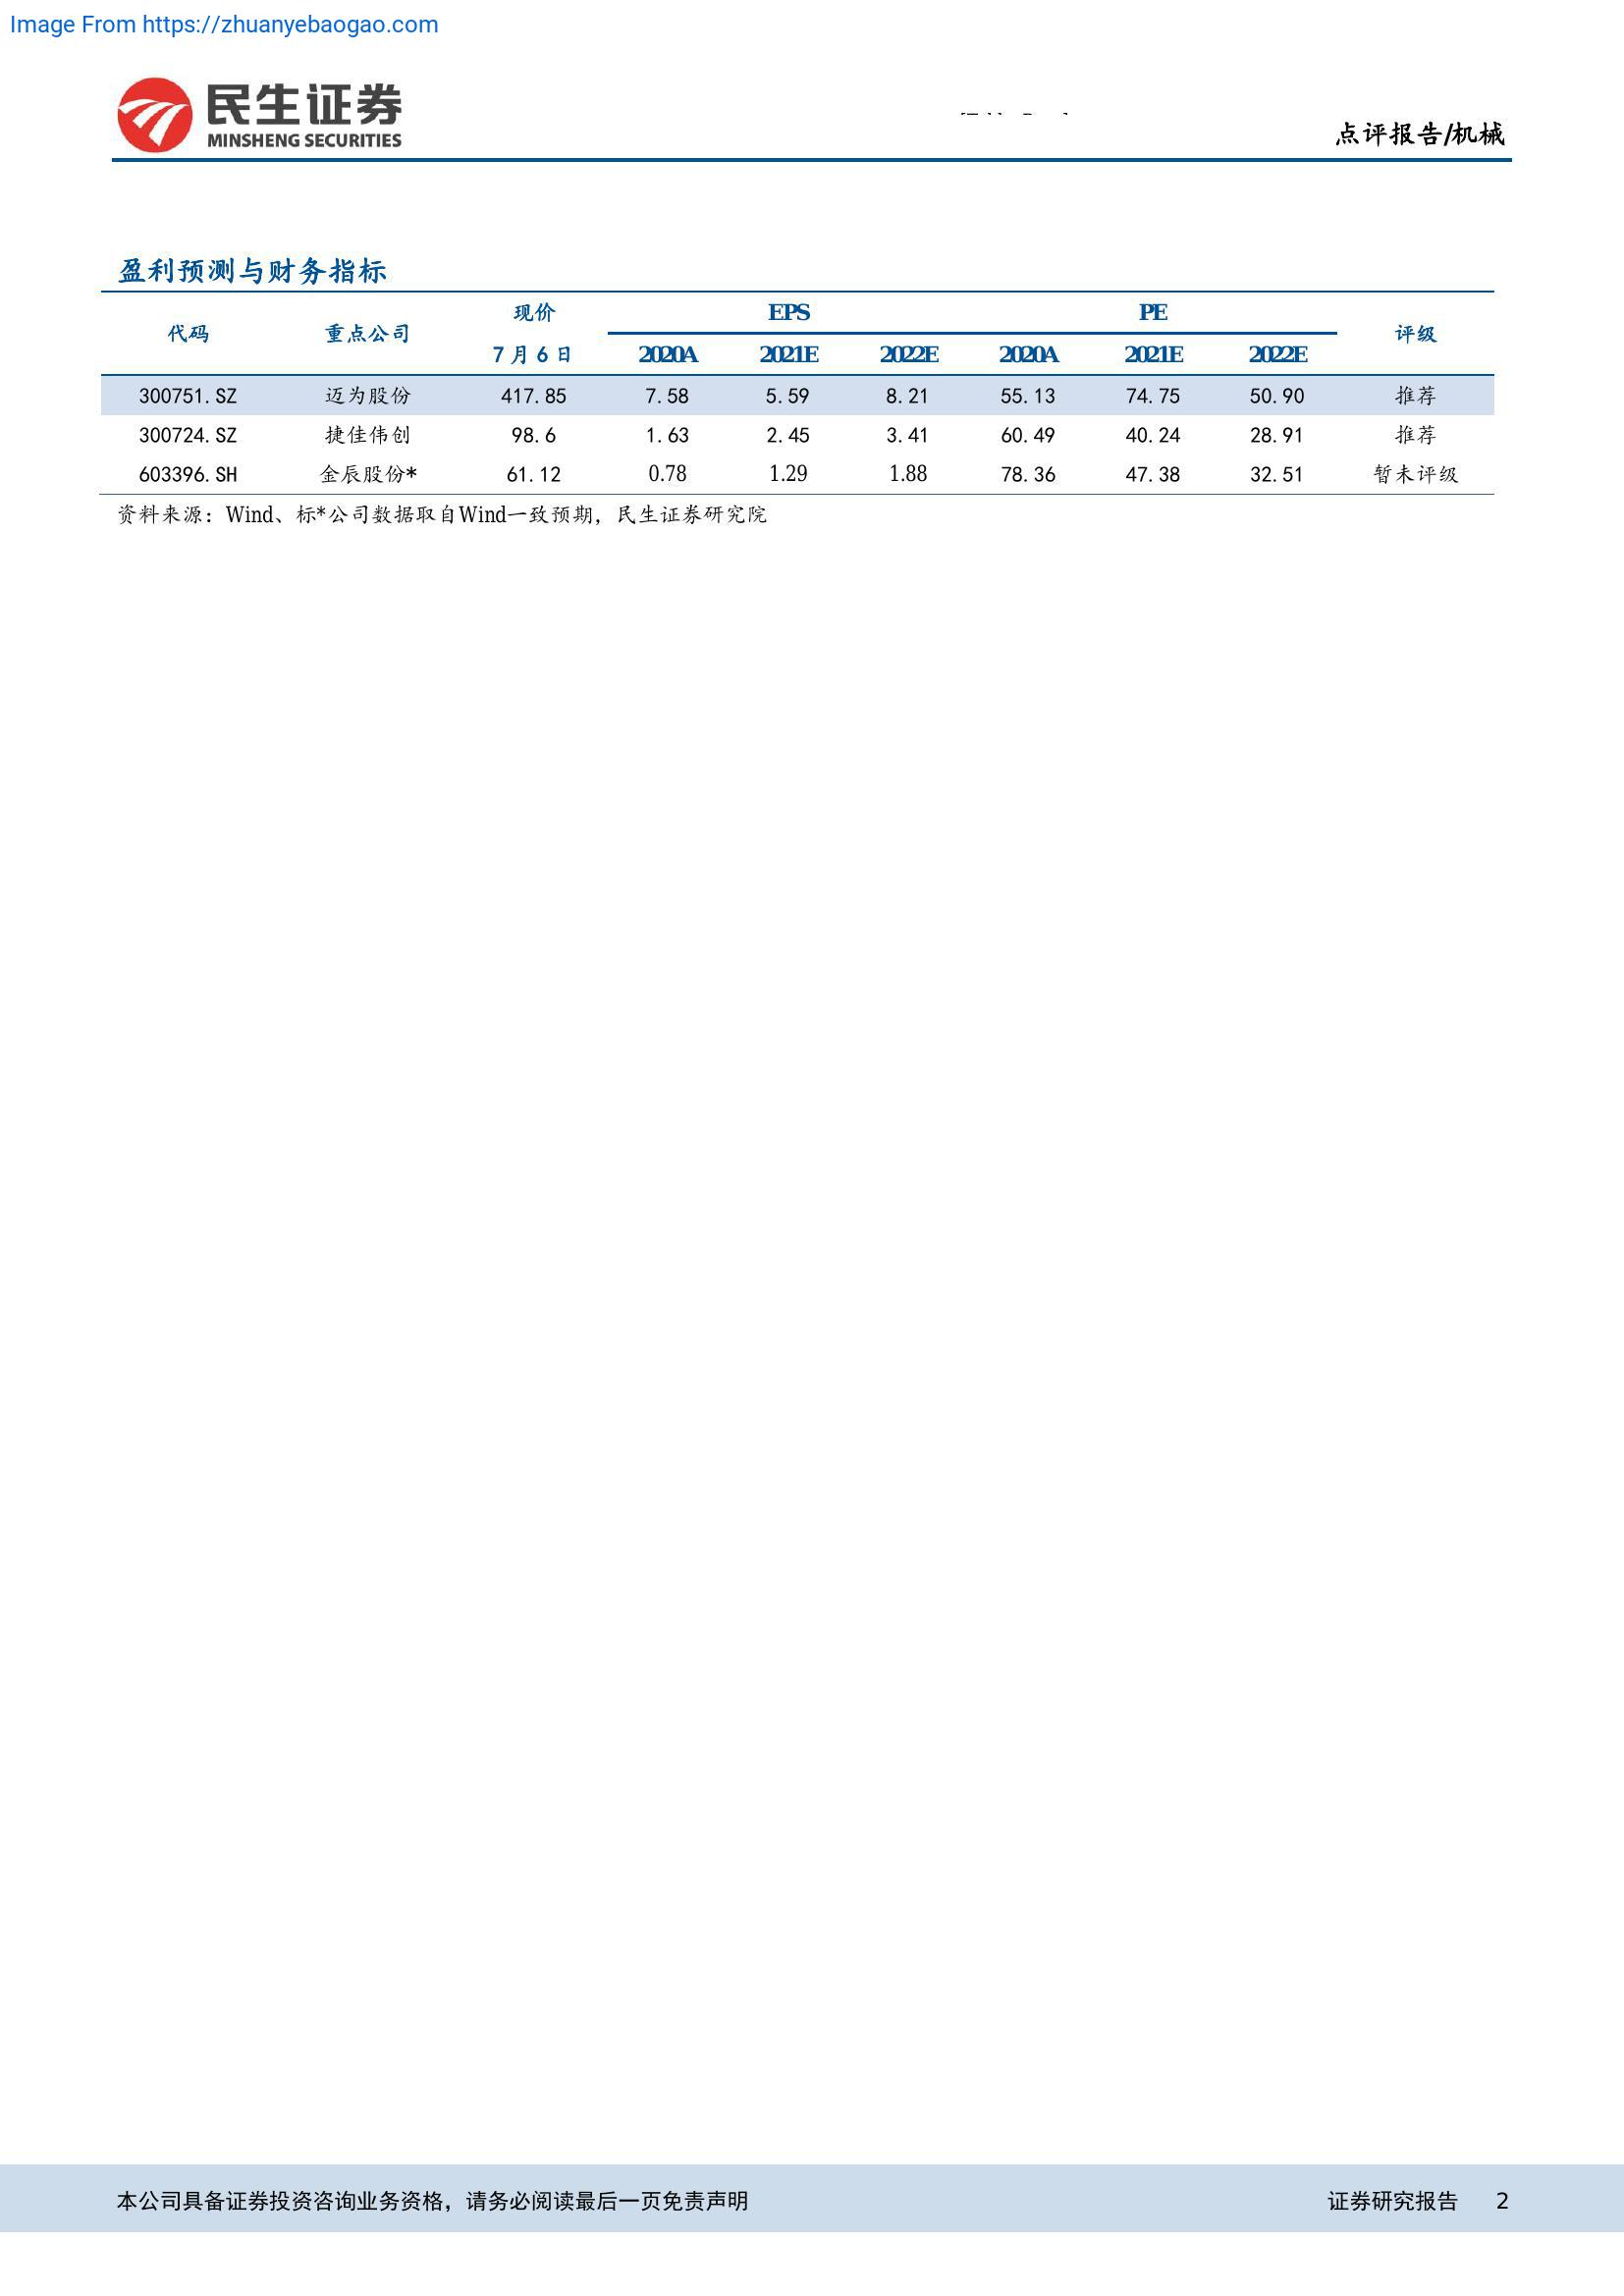 Image From https://zhuanyebaogao.com
民生证券
MINSHENG SECURITIES
点评报告/机械
盈利预测与财务指标
代码 重点公司 现价 EPS PE 评级
7月6日 2020A 2021E 2022E 2020A 2021E 2022E
300751.SZ 迈为股份 417.85 7.58 5.59 8.21 55.13 74.75 50.90 推荐
300724.SZ 捷佳伟创 98.6 1.63 2.45 3.41 60.49 40.24 28.91 推荐
603396.SH 金辰股份* 61.12 0.78 1.29 1.88 78.36 47.38 32.51 暂未评级
资料来源：Wind、标*公司数据取自Wind一致预期，民生证券研究院
本公司具备证券投资咨询业务资格，请务必阅读最后一页免责声明 证券研究报告 2